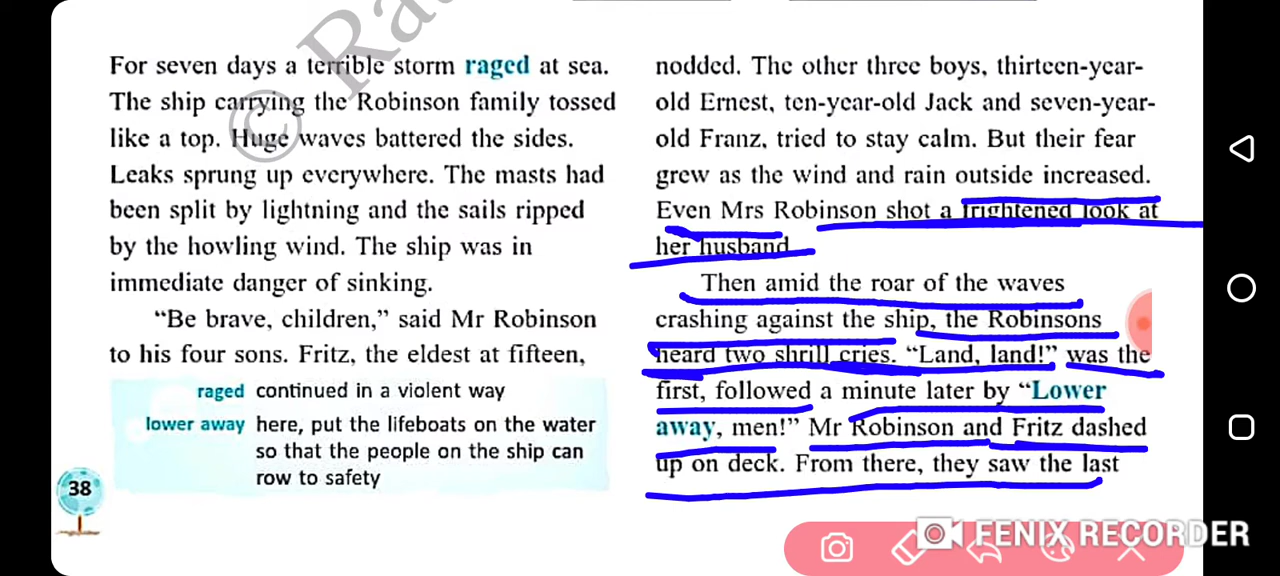 For seven days a terrible storm raged at sea.
The ship carrying the Robinson family tossed
like a top. Huge waves battered the sides.
Leaks sprung up everywhere. The masts had
been split by lightning and the sails ripped
by the howling wind. The ship was in
immediate danger of sinking.
“Be brave, children,” said Mr Robinson
to his four sons. Fritz, the eldest at fifteen,
raged continued in a violent way
lower away here, put the lifeboats on the water
so that the people on the ship can
row to safety
38
nodded. The other three boys, thirteen-year-
old Ernest, ten-year-old Jack and seven-year-
old Franz, tried to stay calm. But their fear
grew as the wind and rain outside increased.
Even Mrs Robinson shot a frightened look at
her husband.
Then amid the roar of the waves
crashing against the ship, the Robinsons
heard two shrill cries. “Land, land!” was the
first, followed a minute later by “Lower
away, men!” Mr Robinson and Fritz dashed
up on deck. From there, they saw the last
© Ra
FENIX RECORDER